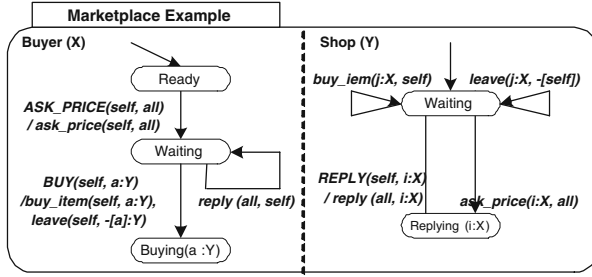 Marketplace Example
Buyer (X)
Ready
ASK_PRICE(self, all)
/ ask_price(self, all)
Waiting
BUY(self, a:Y)
/buy_item(self, a:Y),
leave(self, -[a]:Y)
reply (all, self)
Buying(a :Y)
Shop (Y)
buy_iem(j:X, self)
leave(j:X, -[self])
Waiting
REPLY(self, i:X)
/ reply (all, i:X)
ask_price(i:X, all)
Replying (i:X)